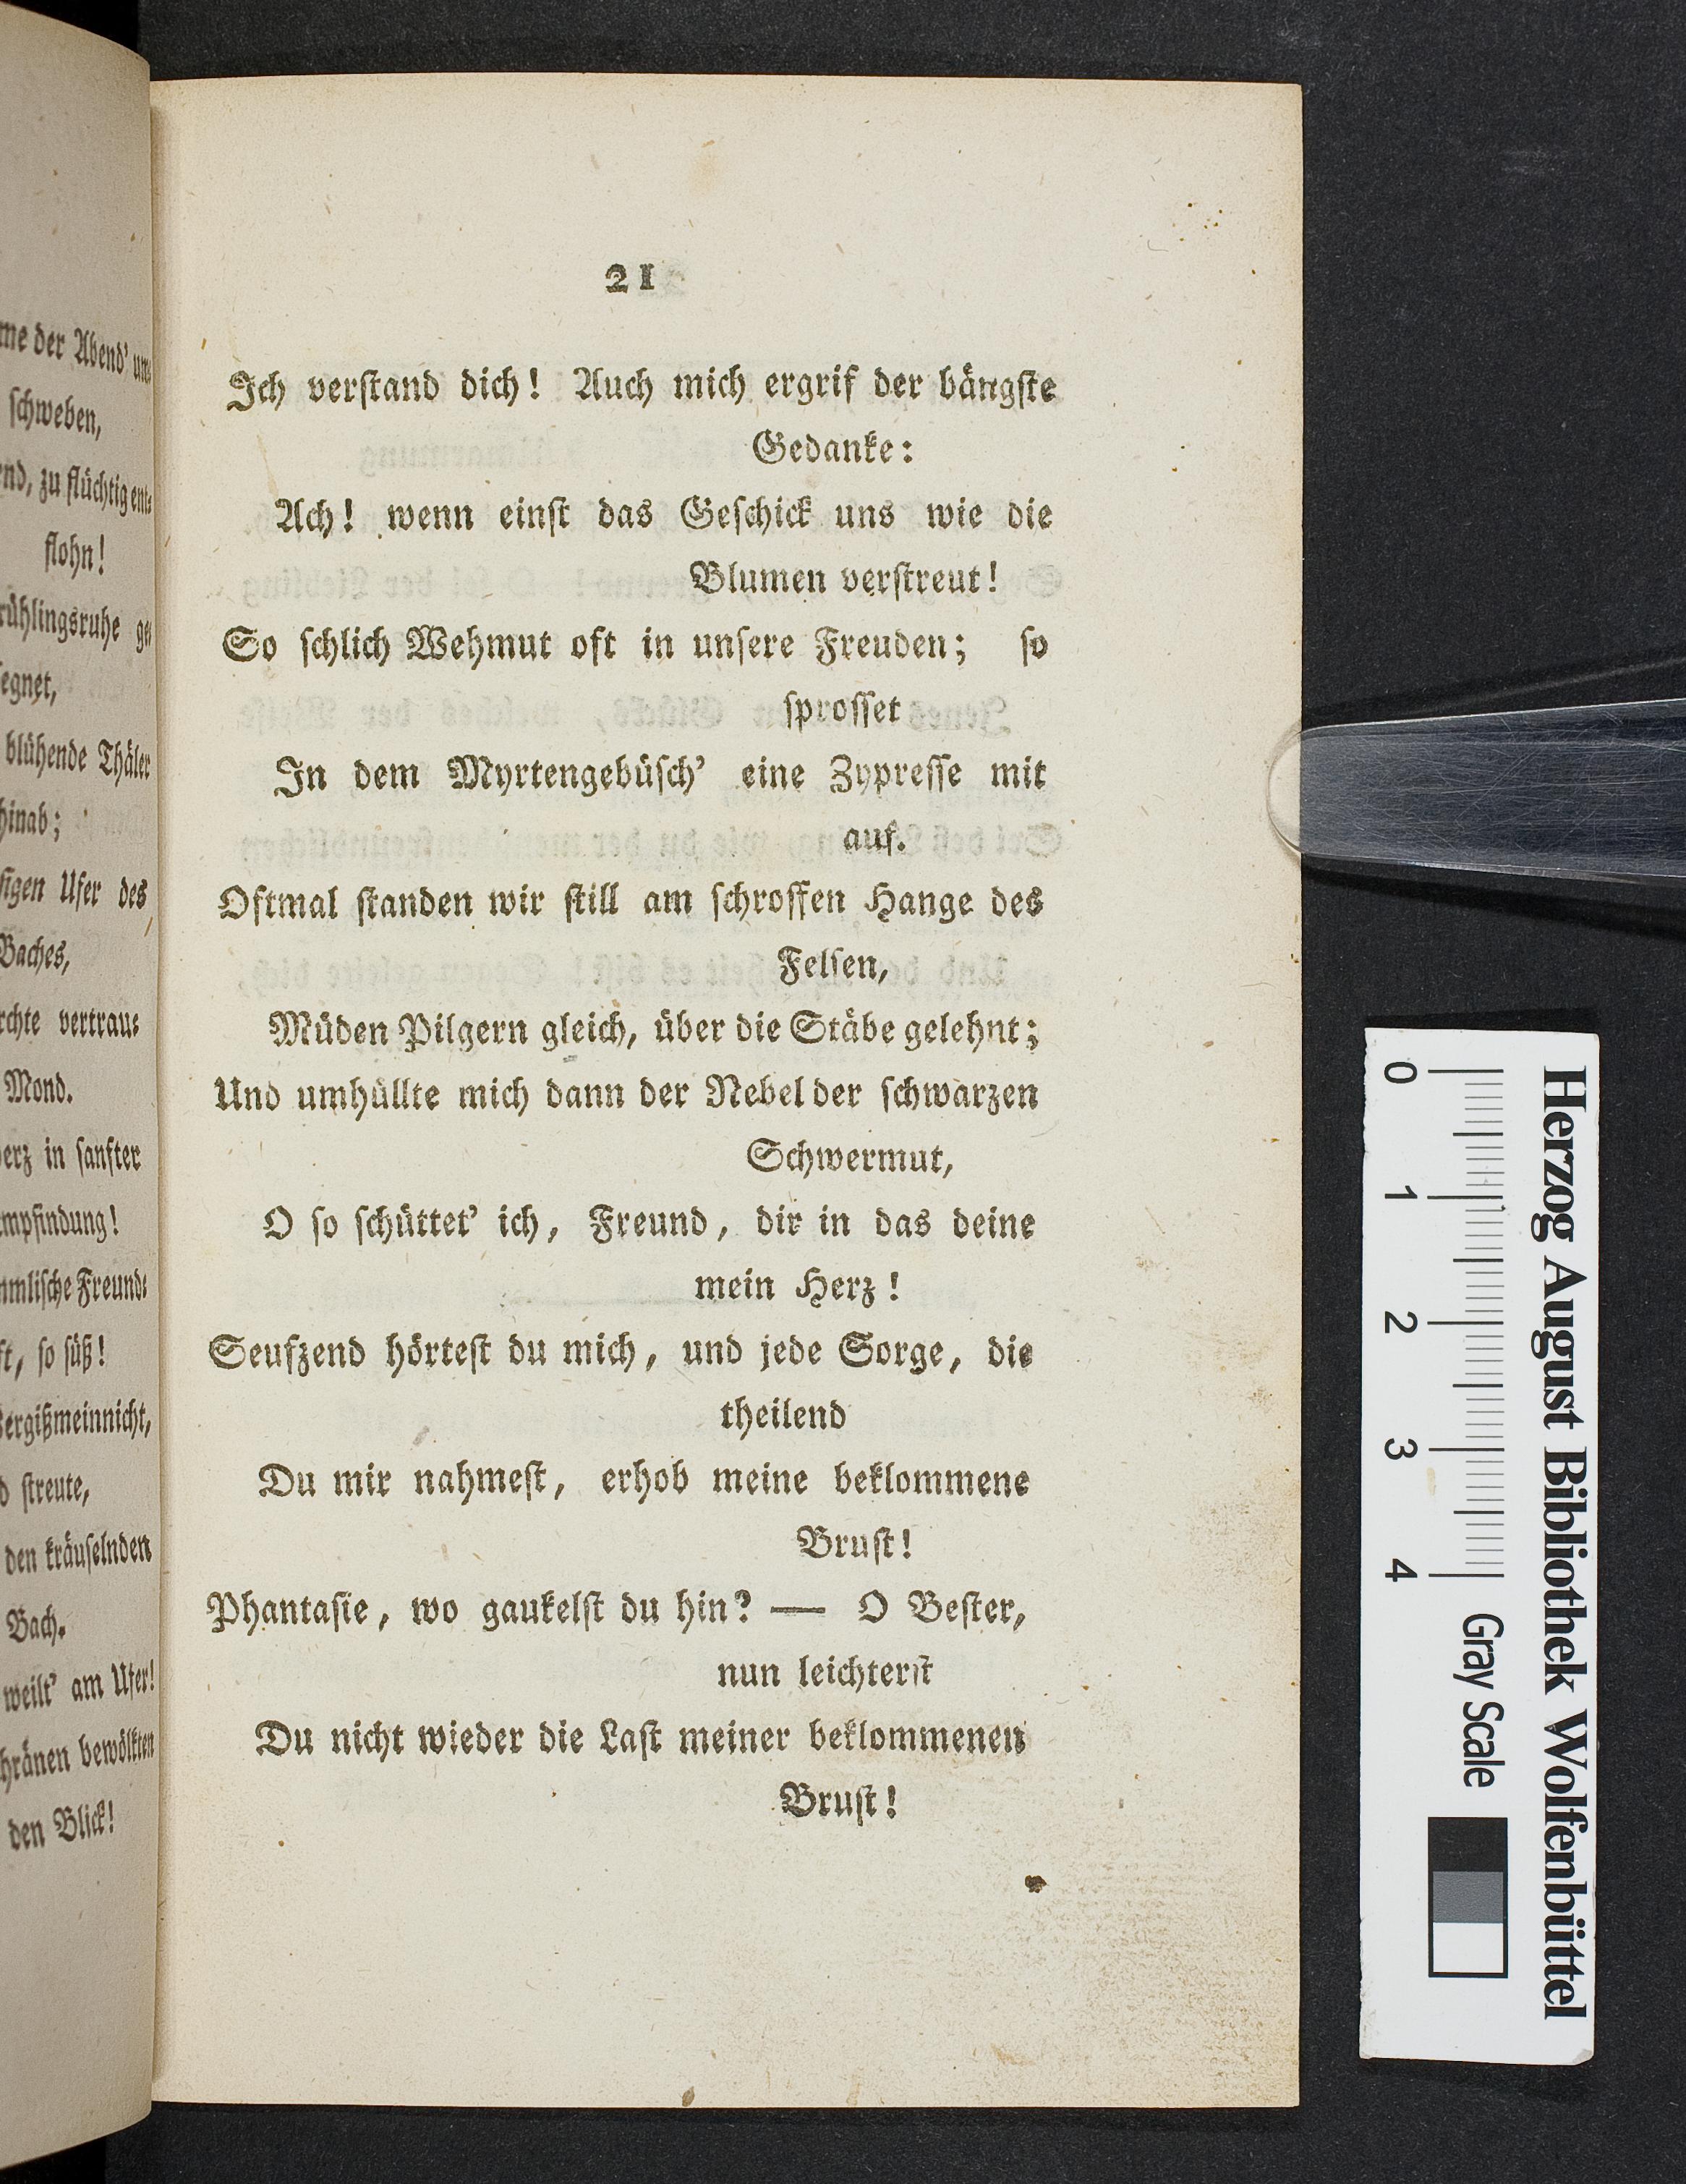 me der Abend'
ſchweben,
nd, zu flüchtig ent⸗
flohn!
rühlingsruhe ge⸗
egnet,
blühende Thäler
hinab;
ſigen Ufer des
Baches,
rchte vertrau⸗
Mond.
erz in ſanfter
mpfindung!
mmliſche Freund⸗
ft, ſo ſüß!
Vergißmeinnicht,
d ſtreute,
den kräuſelnden
Bach.
weilt' am Ufer!
hränen bewölkten
den Blick!
21
Ich verſtand dich! Auch mich ergrif der bängſte
Gedanke:
Ach! wenn einſt das Geſchick uns wie die
Blumen verſtreut!
So ſchlich Wehmut oft in unſere Freuden; ſo
ſproſſet
In dem Myrtengebüſch' eine Zypreſſe mit
auf.
Oftmal ſtanden wir ſtill am ſchroffen Hange des
Felſen,
Müden Pilgern gleich, über die Stäbe gelehnt;
Und umhüllte mich dann der Nebel der ſchwarzen
Schwermut,
O ſo ſchüttet' ich, Freund, dir in das deine
mein Herz!
Seufzend hörteſt du mich, und jede Sorge, die
theilend
Du mir nahmeſt, erhob meine beklommene
Bruſt!
Phantaſie, wo gaukelſt du hin? — O Beſter,
nun leichterſt
Du nicht wieder die Laſt meiner beklommenen
Bruſt!
Herzog August Bibliothek Wolfenbüttel
0 1 2 3 4 Gray Scale